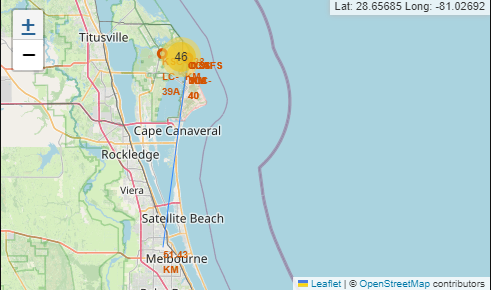 Lat: 28.65685 Long: -81.02692
+
−
Titusville
46
LC-
39A
40
Cape Canaveral
Rockledge
Viera
Satellite Beach
Melbourne
KM
Leaflet | © OpenStreetMap contributors